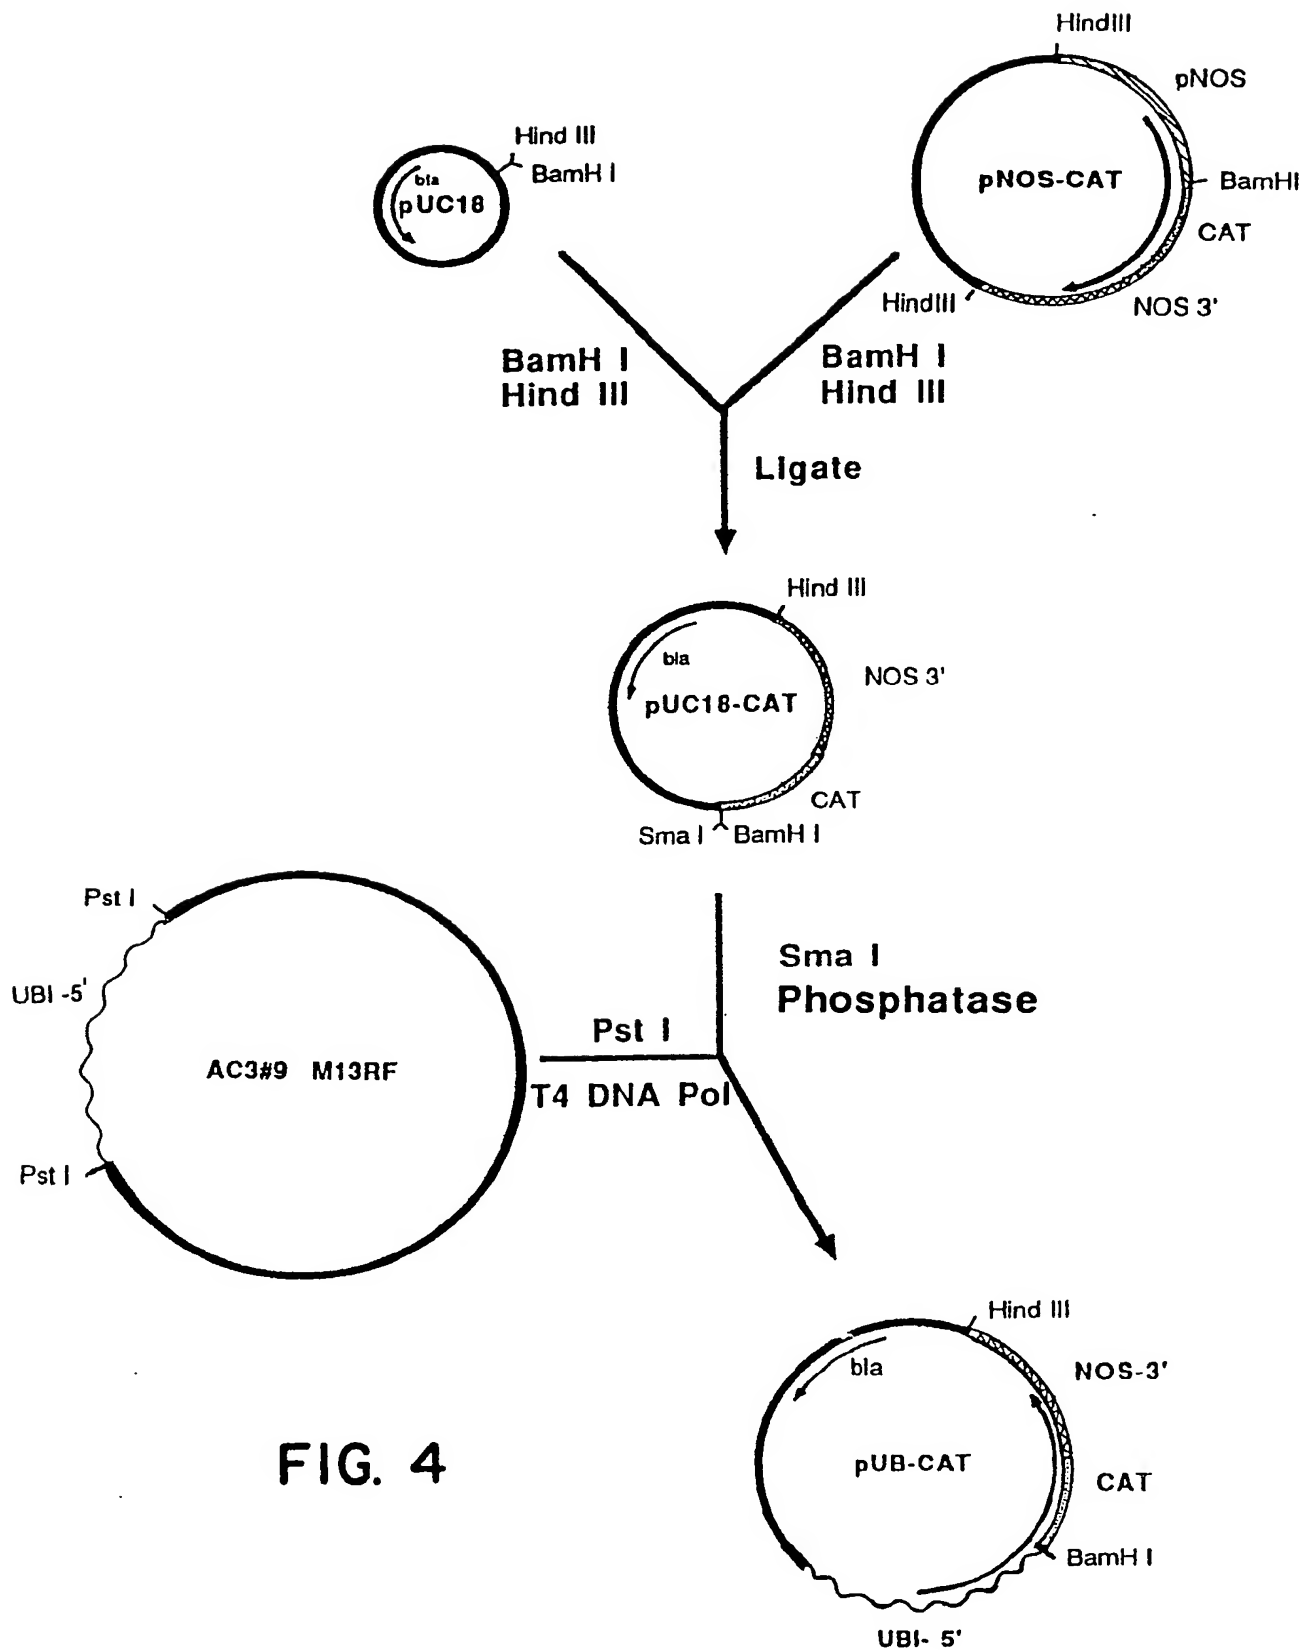 HindIII
pNOS
pNOS-CAT
BamHI
CAT
NOS 3'
HindIII
Hind III
BamH I
bla
pUC18
BamH I
Hind III
BamH I
Hind III
Ligate
Hind III
bla
NOS 3'
pUC18-CAT
CAT
Sma I
BamH I
Pst I
UBI -5'
AC3#9 M13RF
Pst I
Sma I
Phosphatase
Pst I
T4 DNA Pol
Hind III
bla
NOS-3'
pUB-CAT
CAT
BamH I
UBI- 5'
FIG. 4